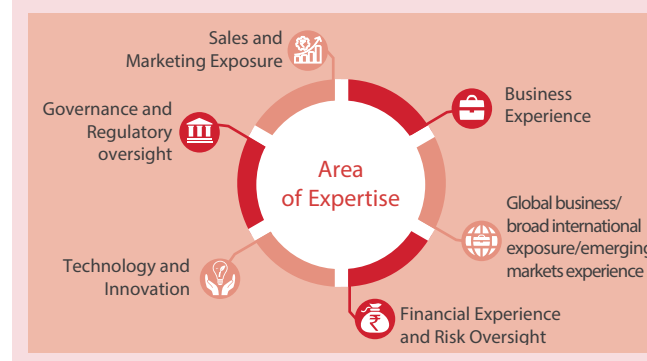 Sales and
Marketing Exposure
Governance and
Regulatory
oversight
Technology and
Innovation
Area
of Expertise
Business
Experience
Global business/
broad international
exposure/emerging
markets experience
₹
Financial Experience
and Risk Oversight